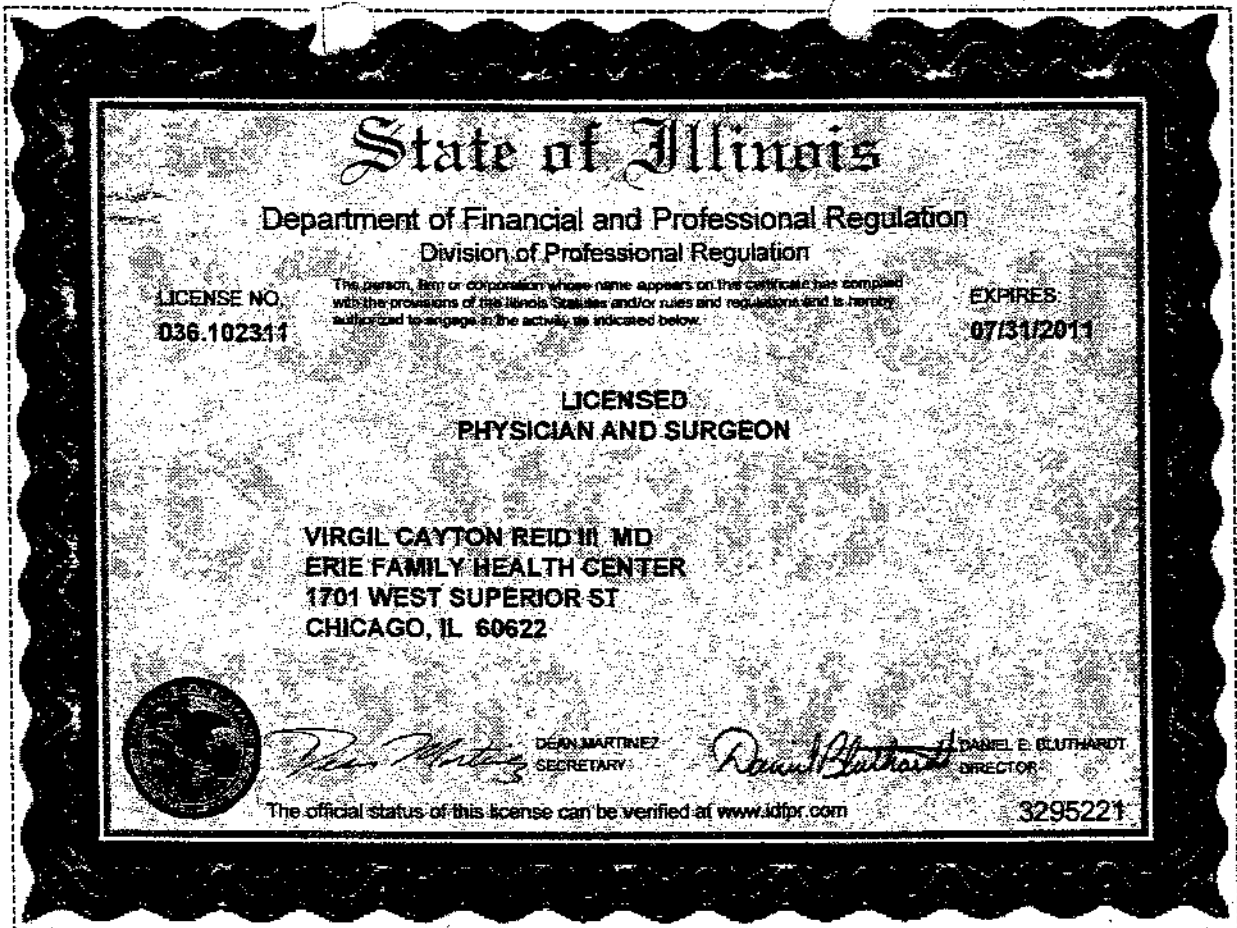 State of Illinois
Department of Financial and Professional Regulation
Division of Professional Regulation
LICENSE NO.
036.102311
The person, firm or corporation whose name appears on this certificate has complied
with the provisions of the Illinois Statutes and/or rules and regulations and is hereby
authorized to engage in the activity as indicated below.
EXPIRES:
07/31/2011
LICENSED
PHYSICIAN AND SURGEON
VIRGIL CAYTON REID III MD
ERIE FAMILY HEALTH CENTER
1701 WEST SUPERIOR ST
CHICAGO, IL 60622
Dean Martinez
DEAN MARTINEZ
SECRETARY
Daniel Bluthardt
DANIEL E. BLUTHARDT
DIRECTOR
The official status of this license can be verified at www.idfpr.com
3295221